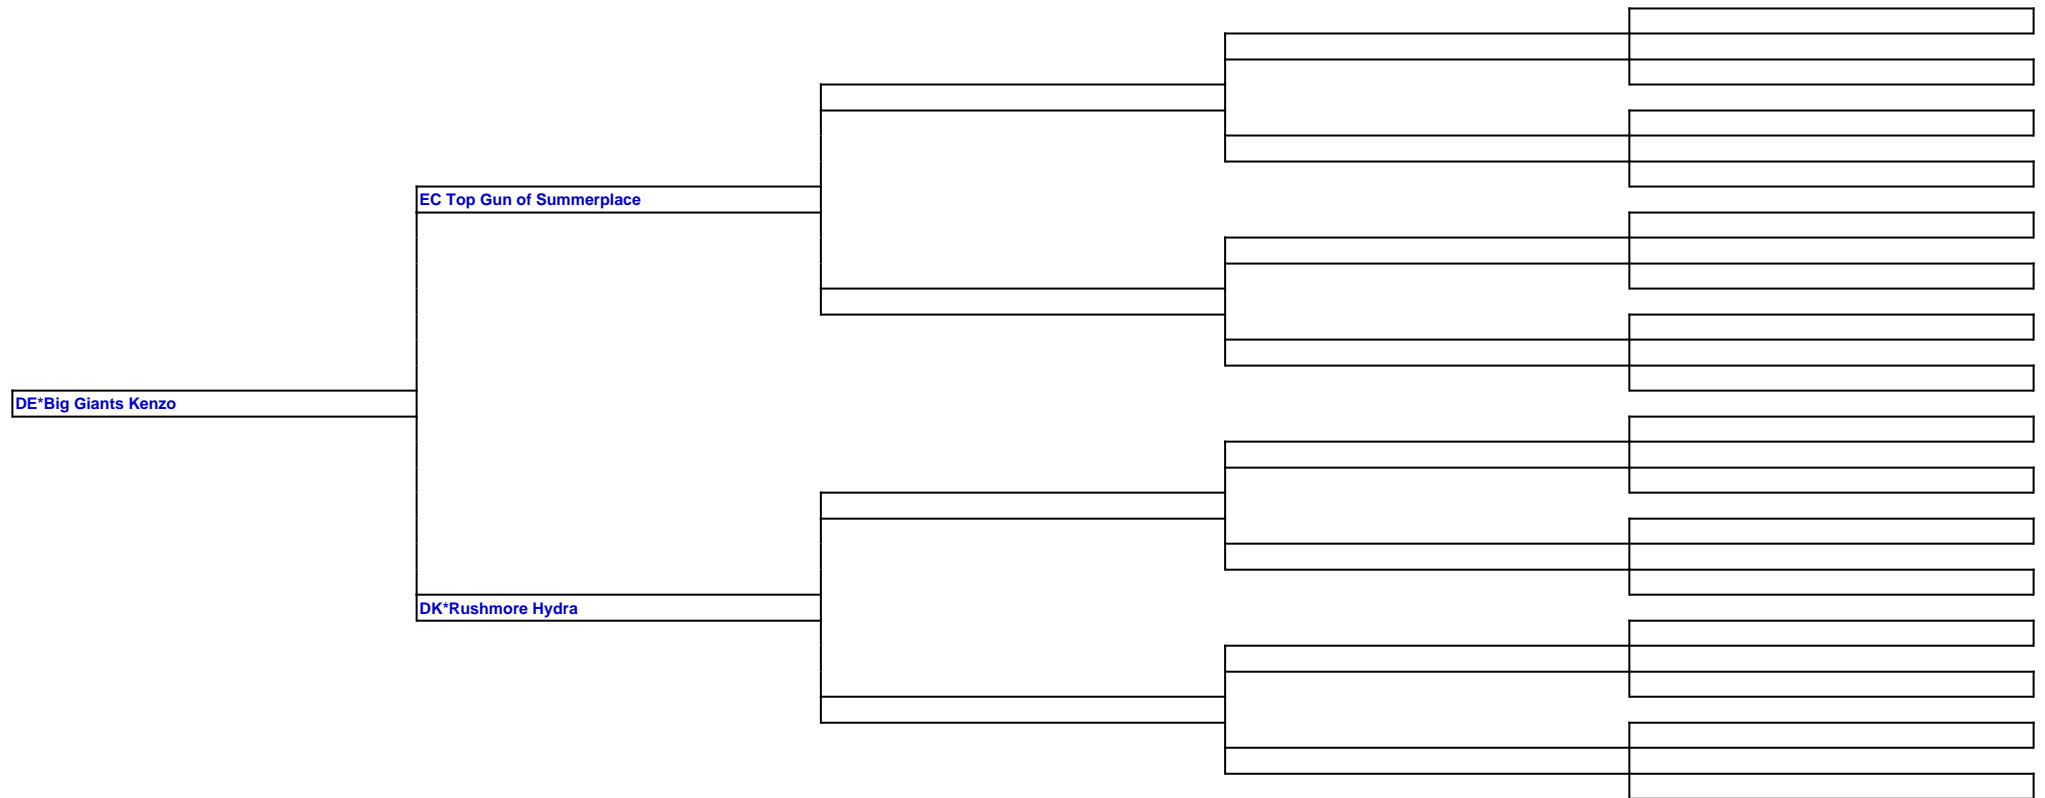 EC Top Gun of Summerplace
DE*Big Giants Kenzo
DK*Rushmore Hydra